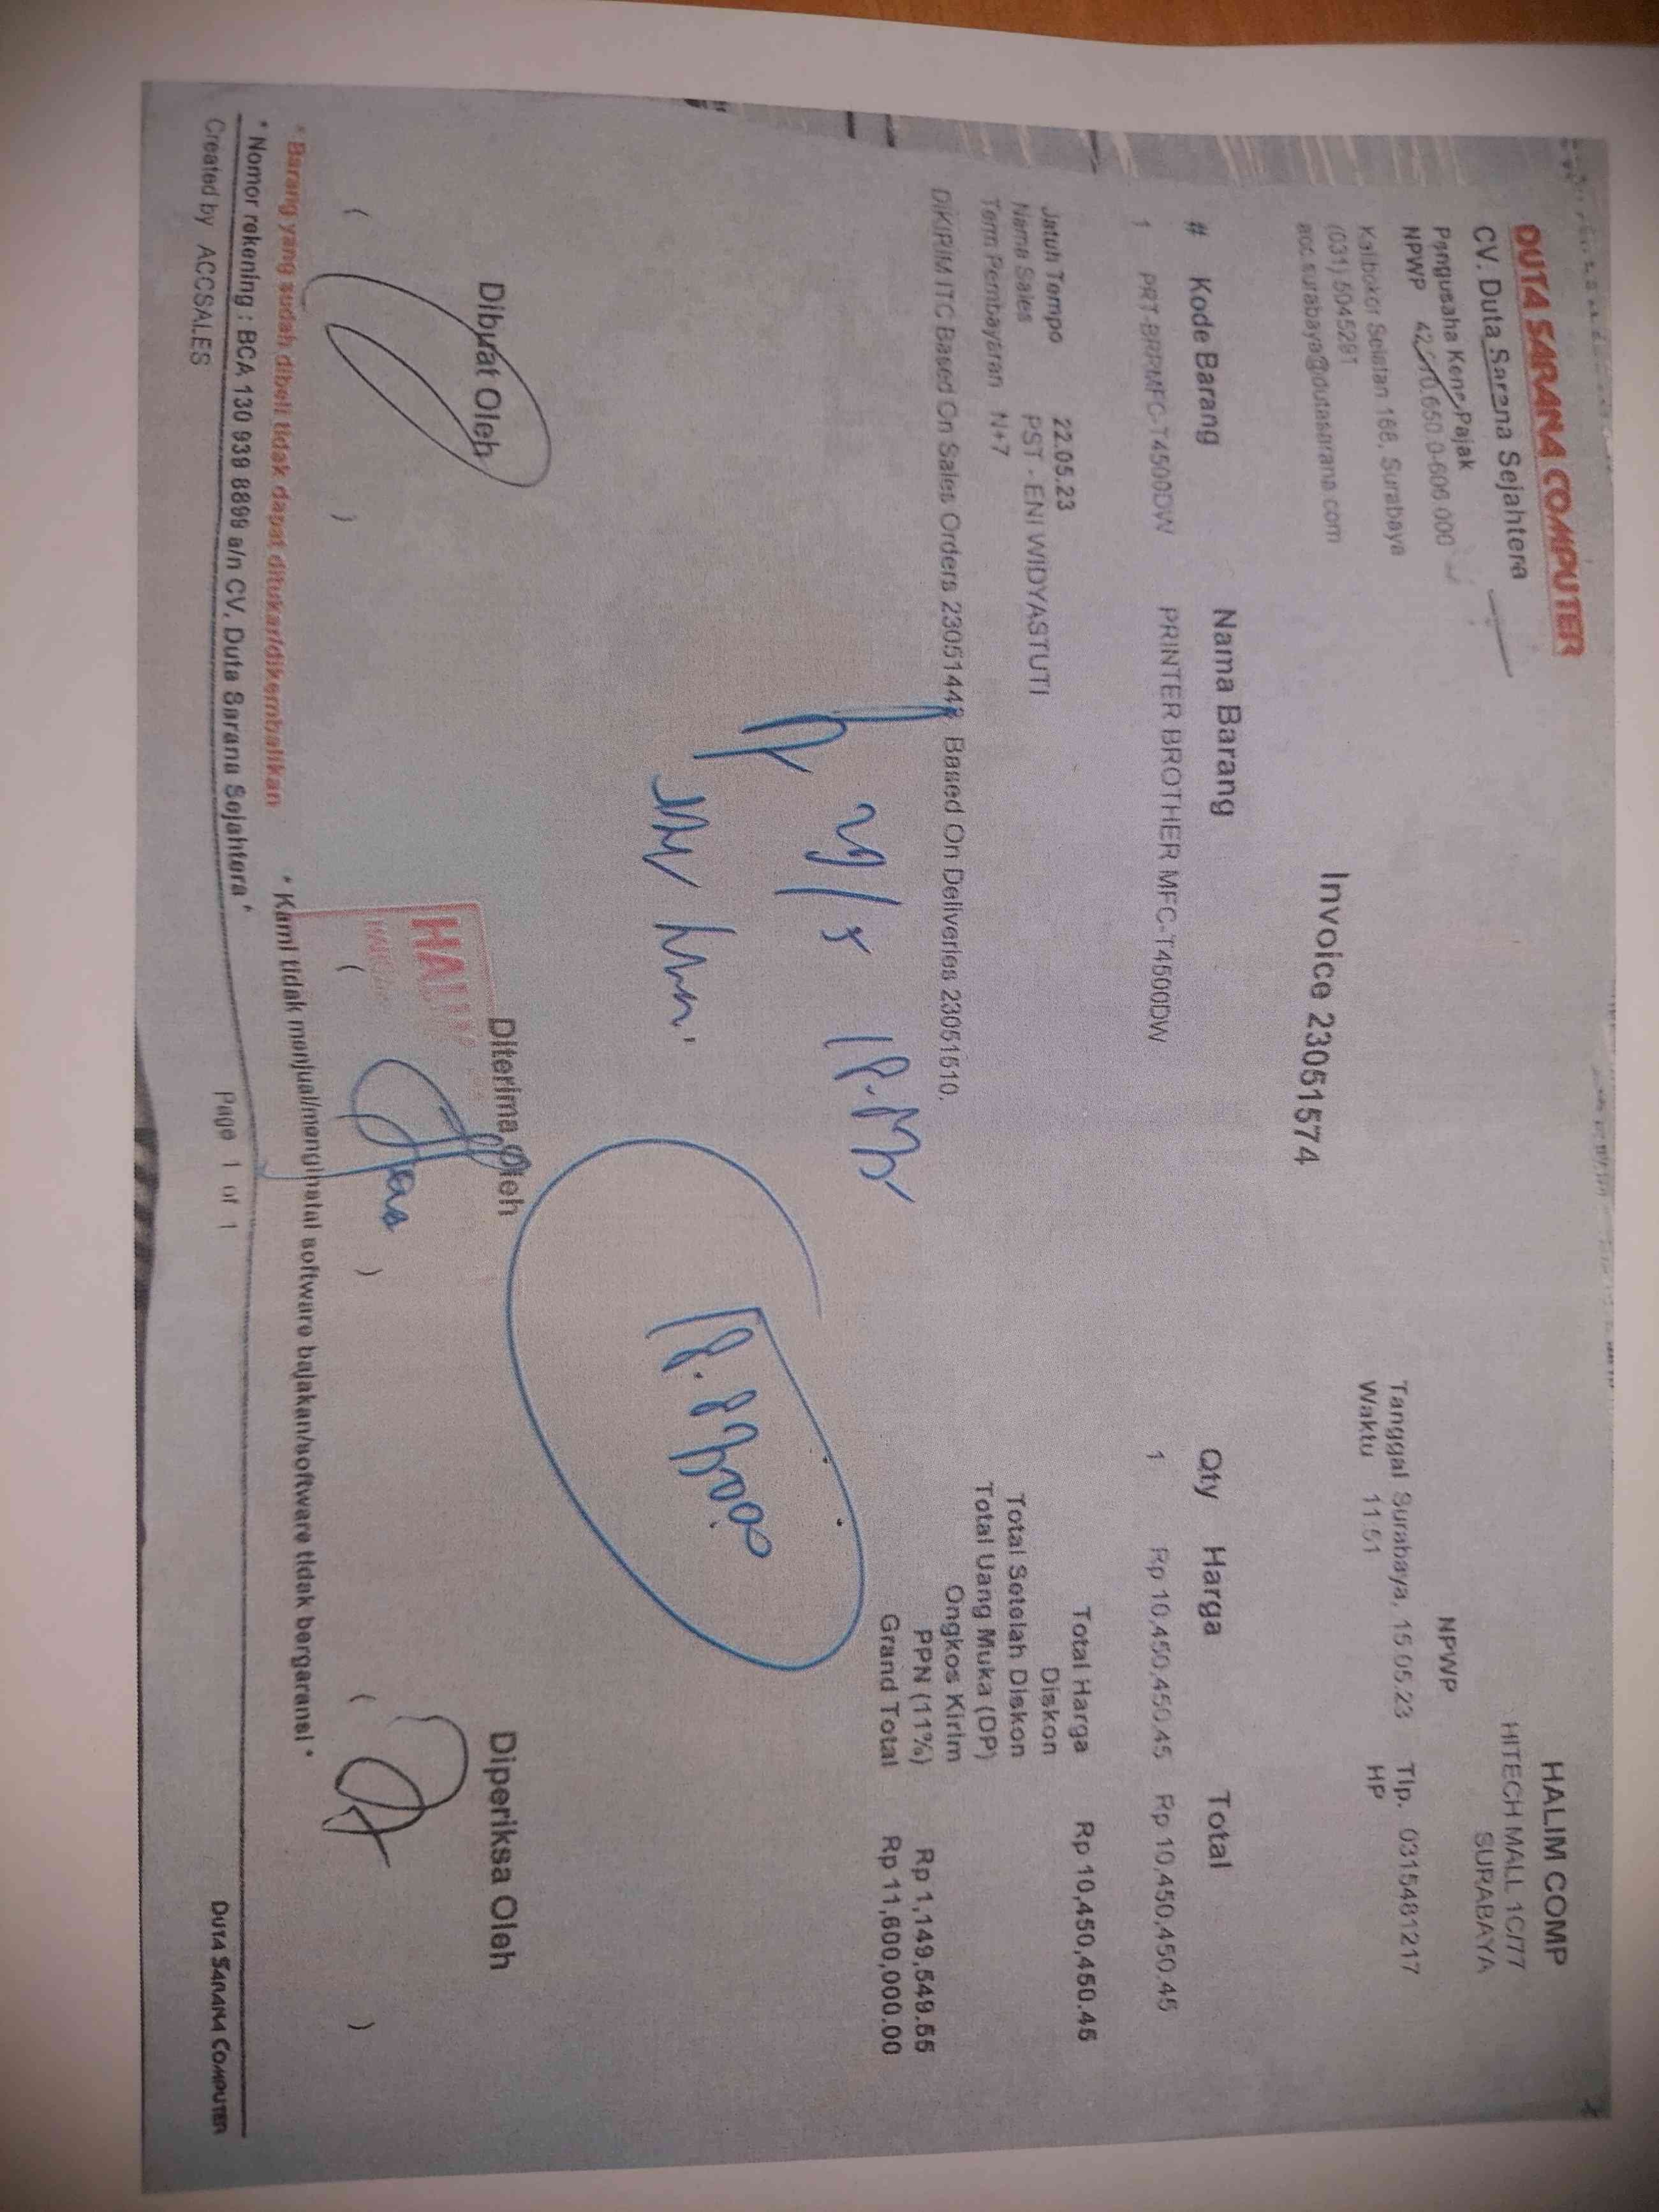 DUTA SARANA COMPUTER
CV. Duta Sarana Sejahtera
Pengusaha Kena Pajak
NPWP
Kalibokor Selatan 168, Surabaya
(031) 5045291
acc.surabaya@dutasarana.com
HALIM COMP
HITECH MALL 1C/77
SURABAYA
NPWP
Tanggal Surabaya, 15.05.23 Tlp. 0315481217
Waktu 11:51 HP
Invoice 23051574
# Kode Barang Nama Barang Qty Harga Total
1 PRT-BRRMFC-T4500DW PRINTER BROTHER MFC-T4500DW 1 Rp 10,450,450.45 Rp 10,450,450.45
Jatuh Tempo 22.05.23
Nama Sales PST - ENI WIDYASTUTI
Term Pembayaran N+7
DIKIRIM ITC Based On Sales Orders Based On Deliveries 23051510.
Total Harga Rp 10,450,450.45
Diskon
Total Setelah Diskon
Total Uang Muka (DP)
Ongkos Kirim
PPN (11%) Rp 1,149,549.55
Grand Total Rp 11,600,000.00
Dibuat Oleh Diterima Oleh Diperiksa Oleh
HALIM
( ) ( ) ( )
* Barang yang sudah dibeli tidak dapat ditukar/dikembalikan * Kami tidak menjual/menginstal software bajakan/software tidak bergaransi *
* Nomor rekening : BCA 130 939 8899 a/n CV. Duta Sarana Sejahtera *
Created by ACCSALES Page 1 of 1 DUTA SARANA COMPUTER